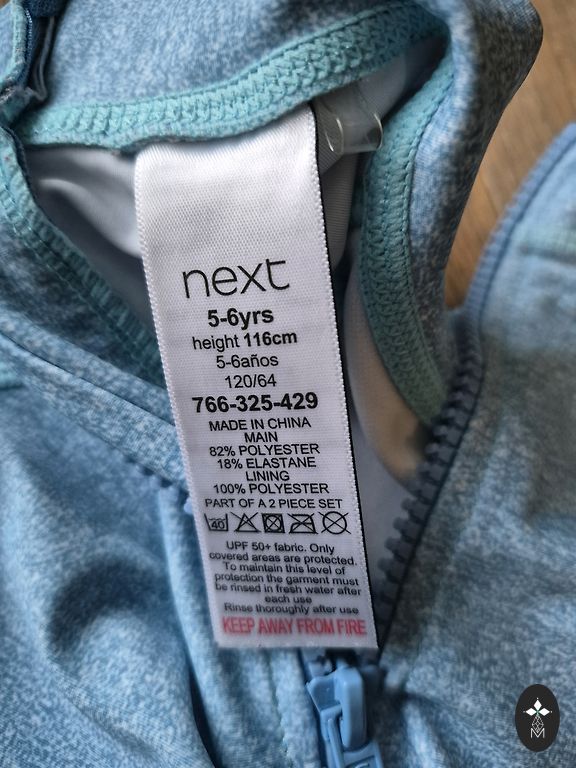 next
5-6yrs
height 116cm
5-6años
120/64
766-325-429
MADE IN CHINA
MAIN
82% POLYESTER
18% ELASTANE
LINING
100% POLYESTER
PART OF A 2 PIECE SET
40
UPF 50+ fabric. Only
covered areas are protected.
To maintain this level of
protection the garment must
be rinsed in fresh water after
each use
Rinse thoroughly after use
KEEP AWAY FROM FIRE
M